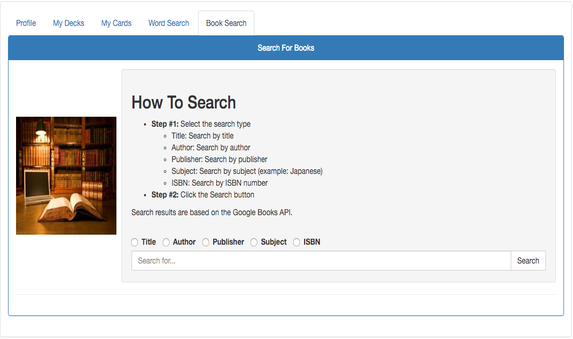 Profile
My Decks
My Cards
Word Search
Book Search
Search For Books
How To Search
Step #1: Select the search type
Title: Search by title
Author: Search by author
Publisher: Search by publisher
Subject: Search by subject (example: Japanese)
ISBN: Search by ISBN number
Step #2: Click the Search button
Search results are based on the Google Books API.
Title Author Publisher Subject ISBN
Search for... Search